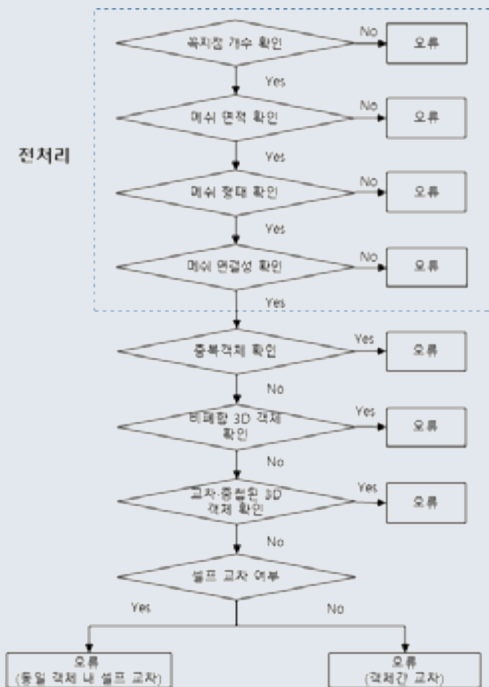 꼭지점 개수 확인
No
오류
Yes
메쉬 면적 확인
No
오류
Yes
전처리
메쉬 형태 확인
No
오류
Yes
메쉬 연결성 확인
No
오류
Yes
중복객체 확인
Yes
오류
No
비폐합 3D 객체
확인
Yes
오류
No
교차·중첩된 3D
객체 확인
Yes
오류
No
셀프 교차 여부
Yes
No
오류
(동일 객체 내 셀프 교차)
오류
(객체간 교차)